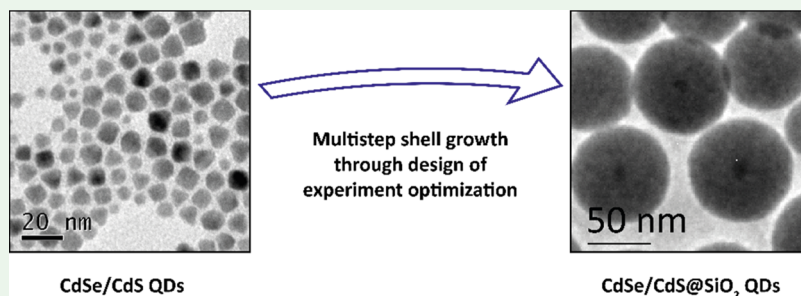 20 nm
Multistep shell growth
through design of
experiment optimization
50 nm
CdSe/CdS QDs
CdSe/CdS@SiO₂ QDs